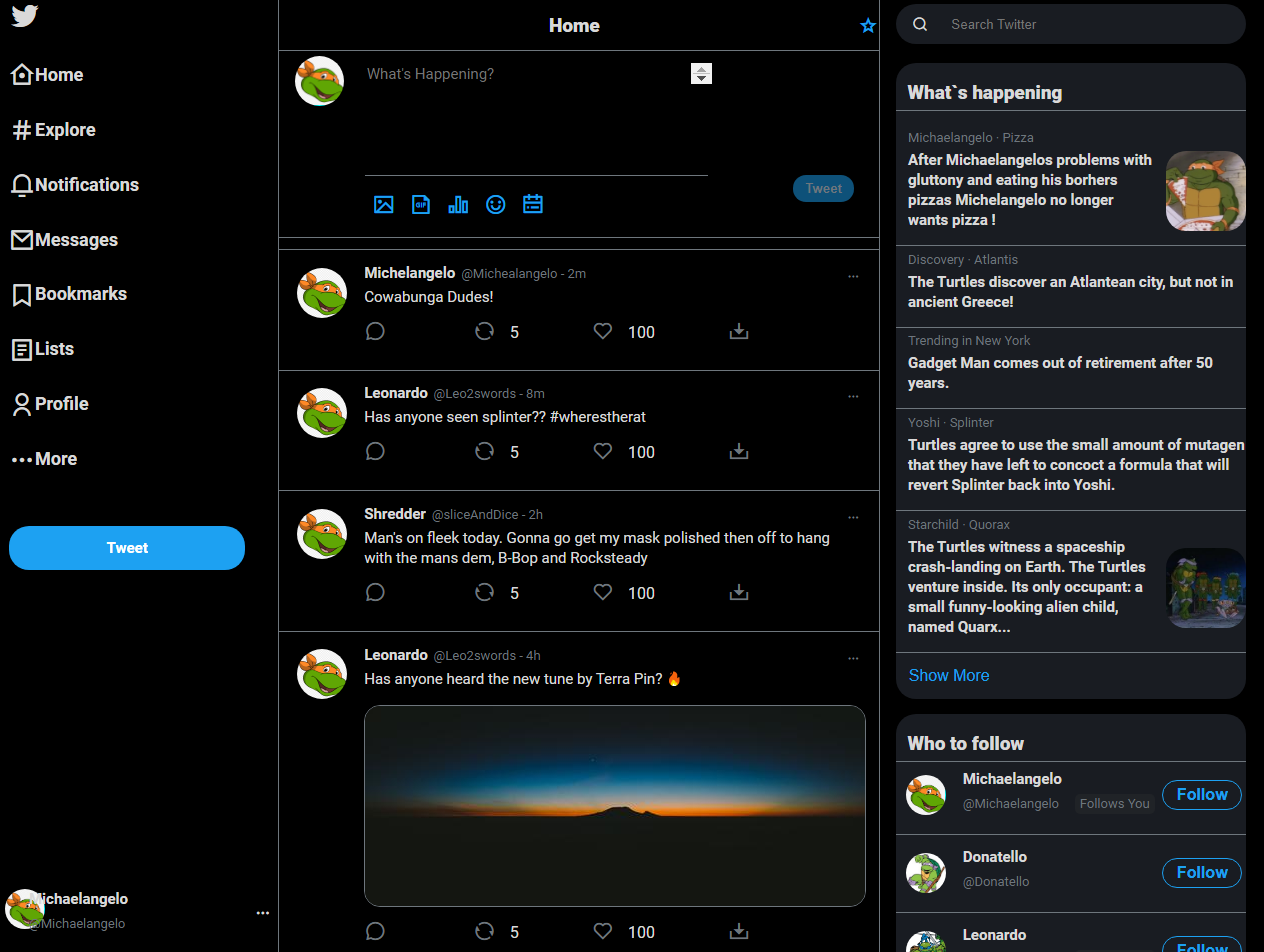 Home
Explore
Notifications
Messages
Bookmarks
Lists
Profile
More
Tweet
Michaelangelo
@Michaelangelo
Home
What's Happening?
GIF
Tweet
Michelangelo @Michealangelo - 2m
Cowabunga Dudes!
5 100
Leonardo @Leo2swords - 8m
Has anyone seen splinter?? #wherestherat
5 100
Shredder @sliceAndDice - 2h
Man's on fleek today. Gonna go get my mask polished then off to hang
with the mans dem, B-Bop and Rocksteady
5 100
Leonardo @Leo2swords - 4h
Has anyone heard the new tune by Terra Pin? 🔥
5 100
Search Twitter
What`s happening
Michaelangelo · Pizza
After Michaelangelos problems with
gluttony and eating his borhers
pizzas Michelangelo no longer
wants pizza !
Discovery · Atlantis
The Turtles discover an Atlantean city, but not in
ancient Greece!
Trending in New York
Gadget Man comes out of retirement after 50
years.
Yoshi · Splinter
Turtles agree to use the small amount of mutagen
that they have left to concoct a formula that will
revert Splinter back into Yoshi.
Starchild · Quorax
The Turtles witness a spaceship
crash-landing on Earth. The Turtles
venture inside. Its only occupant: a
small funny-looking alien child,
named Quarx...
Show More
Who to follow
Michaelangelo
@Michaelangelo Follows You
Follow
Donatello
@Donatello
Follow
Leonardo
Follow